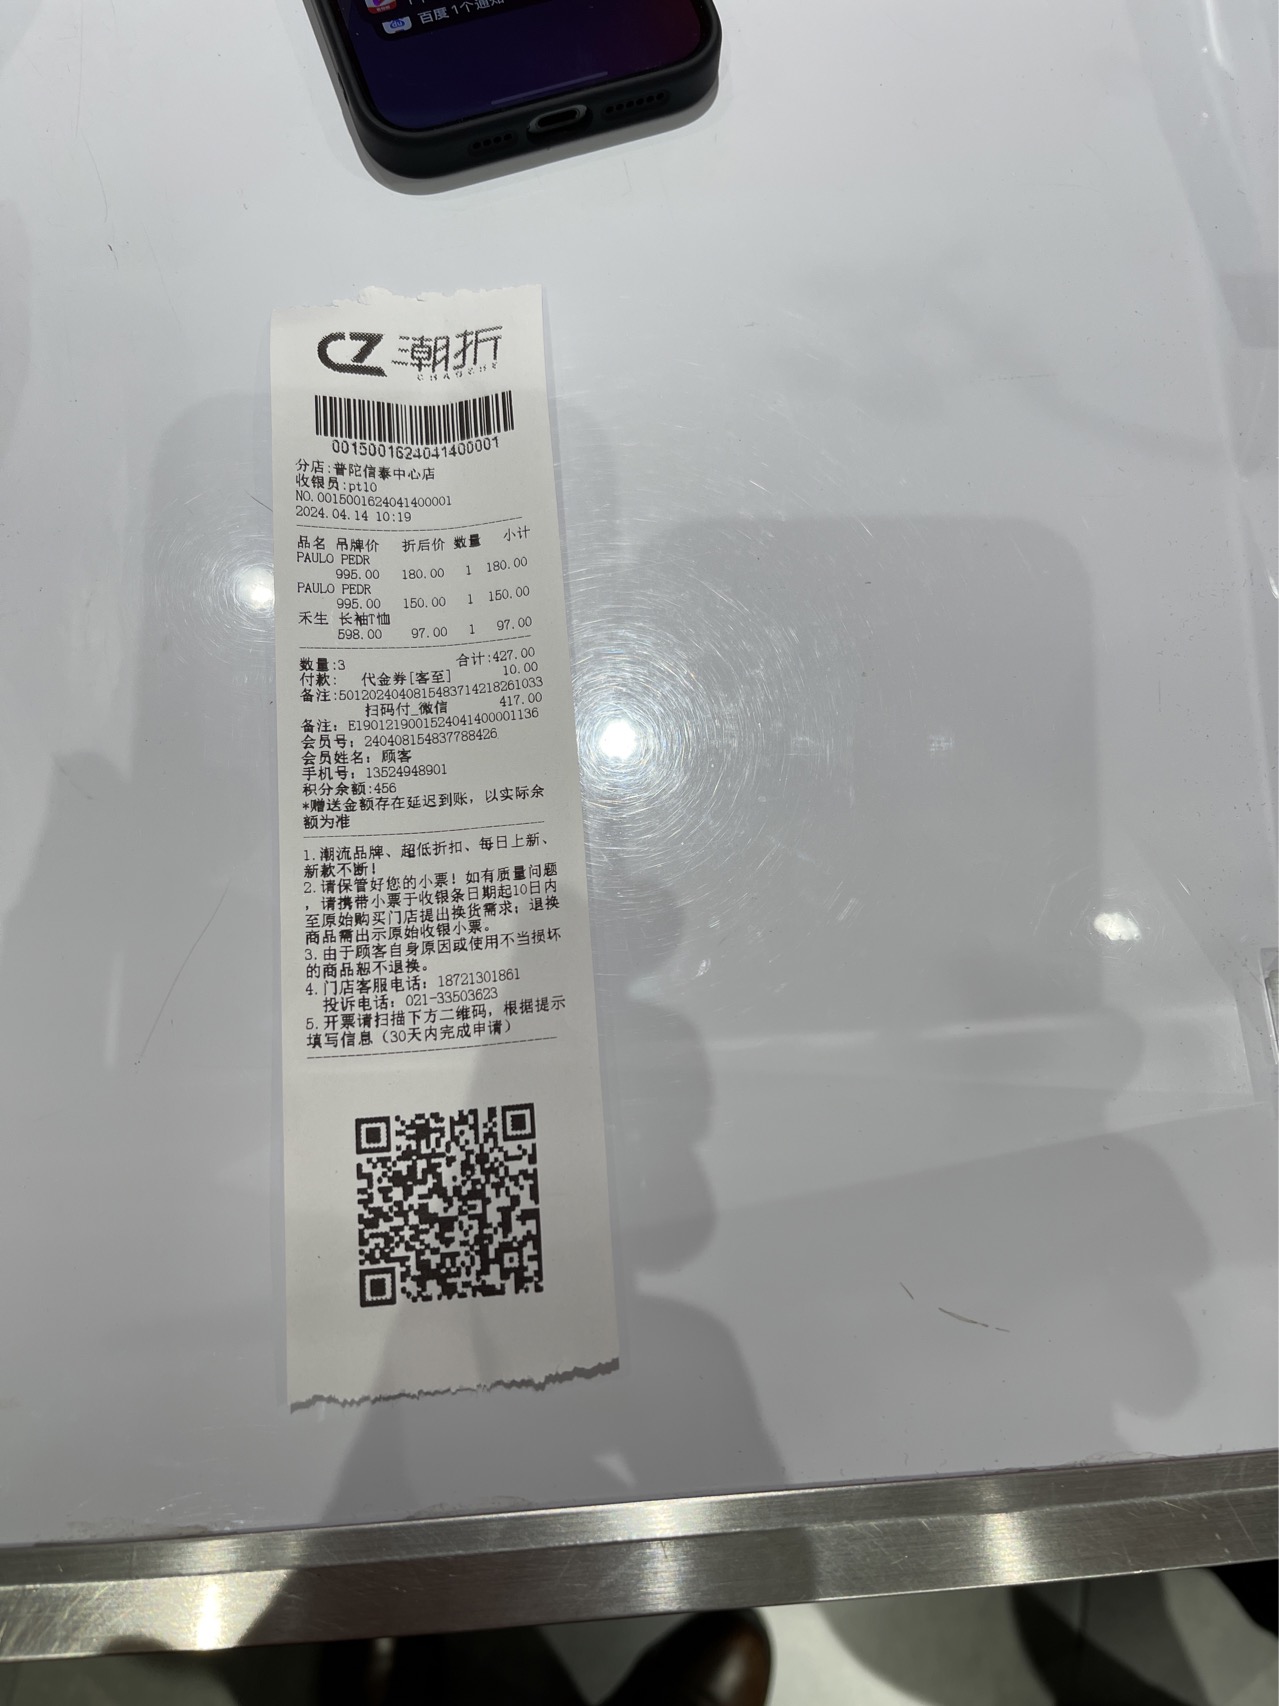 百度 1个通知
CZ 潮折
CHAOZHE
0015001624041400001
分店:普陀信泰中心店
收银员:pt10
NO.0015001624041400001
2024.04.14 10:19
品名 吊牌价 折后价 数量 小计
PAULO PEDR
995.00 180.00 1 180.00
PAULO PEDR
995.00 150.00 1 150.00
禾生 长袖T恤
598.00 97.00 1 97.00
数量:3 合计:427.00
付款: 代金券[客至] 10.00
备注:5012024040815483714218261033
扫码付_微信 417.00
备注: E1901219001524041400001136
会员号: 240408154837788426
会员姓名: 顾客
手机号: 13524948901
积分余额:456
*赠送金额存在延迟到账，以实际余
额为准
1.潮流品牌、超低折扣、每日上新、
新款不断!
2.请保管好您的小票! 如有质量问题
，请携带小票于收银条日期起10日内
至原始购买门店提出换货需求; 退换
商品需出示原始收银小票。
3.由于顾客自身原因或使用不当损坏
的商品恕不退换。
4.门店客服电话: 18721301861
投诉电话: 021-33503623
5.开票请扫描下方二维码，根据提示
填写信息（30天内完成申请）